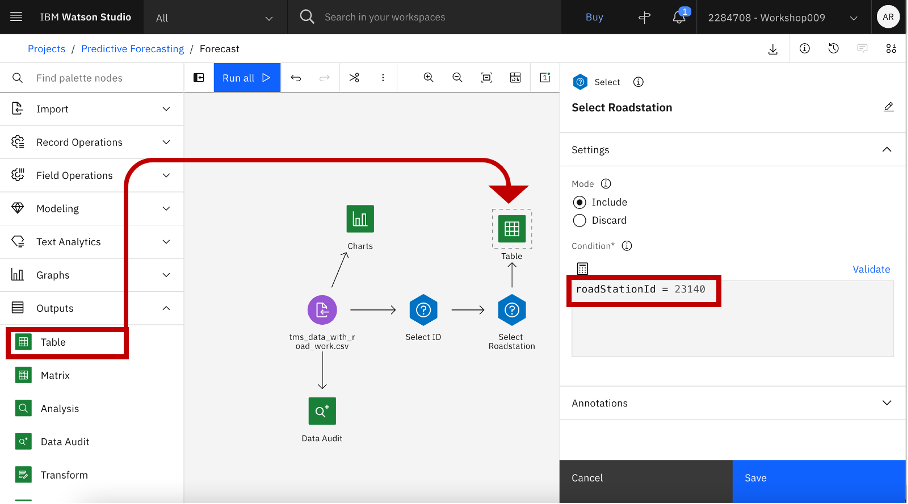 IBM Watson Studio
All
Search in your workspaces
Buy
1
2284708 - Workshop009
AR
Projects / Predictive Forecasting / Forecast
Find palette nodes
Run all
Import
Record Operations
Field Operations
Modeling
Text Analytics
Graphs
Outputs
Table
Matrix
Analysis
Data Audit
Transform
Charts
Table
tms_data_with_r
oad_work.csv
Select ID
Select
Roadstation
Data Audit
Select
Select Roadstation
Settings
Mode
Include
Discard
Condition*
Validate
roadStationId = 23140
Annotations
Cancel
Save